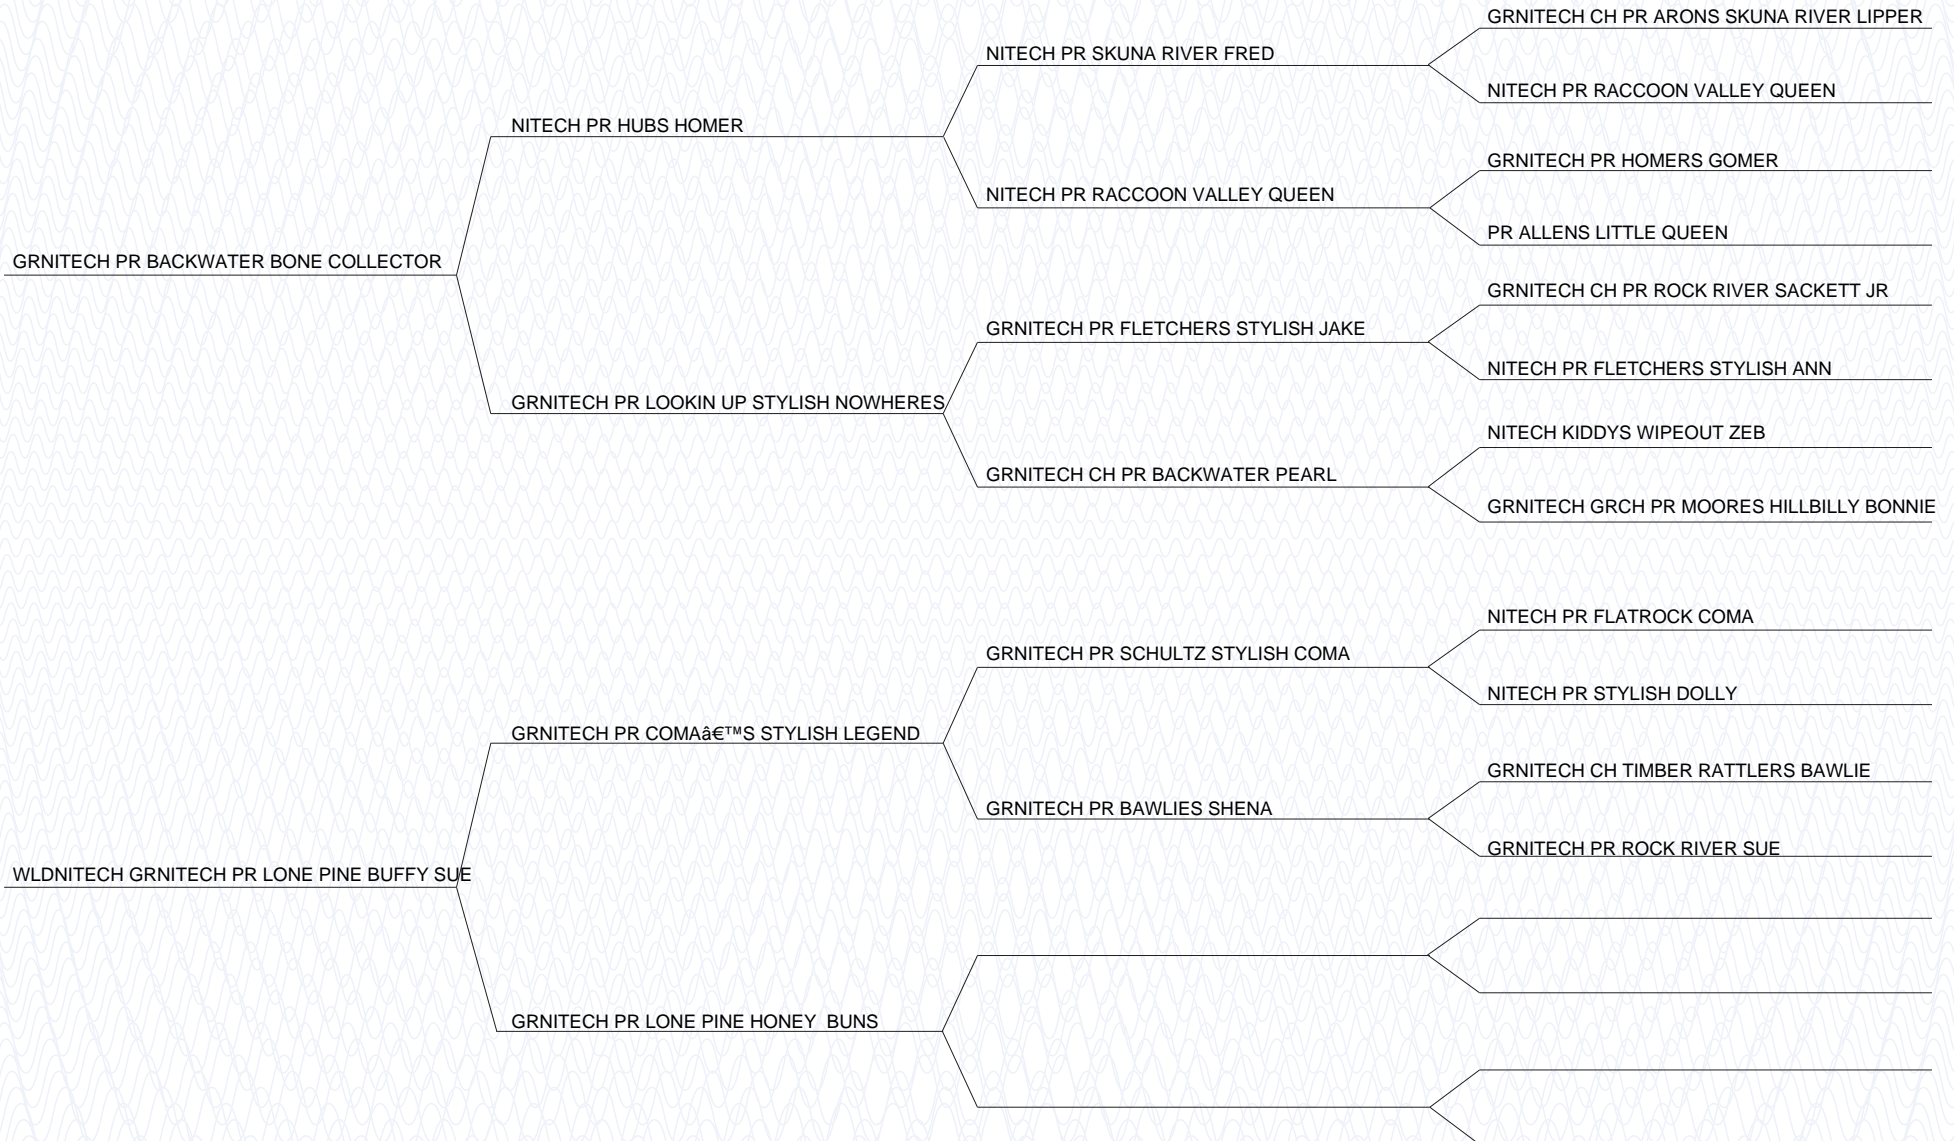 GRNITECH CH PR ARONS SKUNA RIVER LIPPER
NITECH PR SKUNA RIVER FRED
NITECH PR RACCOON VALLEY QUEEN
NITECH PR HUBS HOMER
GRNITECH PR HOMERS GOMER
NITECH PR RACCOON VALLEY QUEEN
PR ALLENS LITTLE QUEEN
GRNITECH PR BACKWATER BONE COLLECTOR
GRNITECH CH PR ROCK RIVER SACKETT JR
GRNITECH PR FLETCHERS STYLISH JAKE
NITECH PR FLETCHERS STYLISH ANN
GRNITECH PR LOOKIN UP STYLISH NOWHERES
NITECH KIDDYS WIPEOUT ZEB
GRNITECH CH PR BACKWATER PEARL
GRNITECH GRCH PR MOORES HILLBILLY BONNIE
NITECH PR FLATROCK COMA
GRNITECH PR SCHULTZ STYLISH COMA
NITECH PR STYLISH DOLLY
GRNITECH PR COMAâ€™S STYLISH LEGEND
GRNITECH CH TIMBER RATTLERS BAWLIE
GRNITECH PR BAWLIES SHENA
GRNITECH PR ROCK RIVER SUE
WLDNITECH GRNITECH PR LONE PINE BUFFY SUE
GRNITECH PR LONE PINE HONEY  BUNS